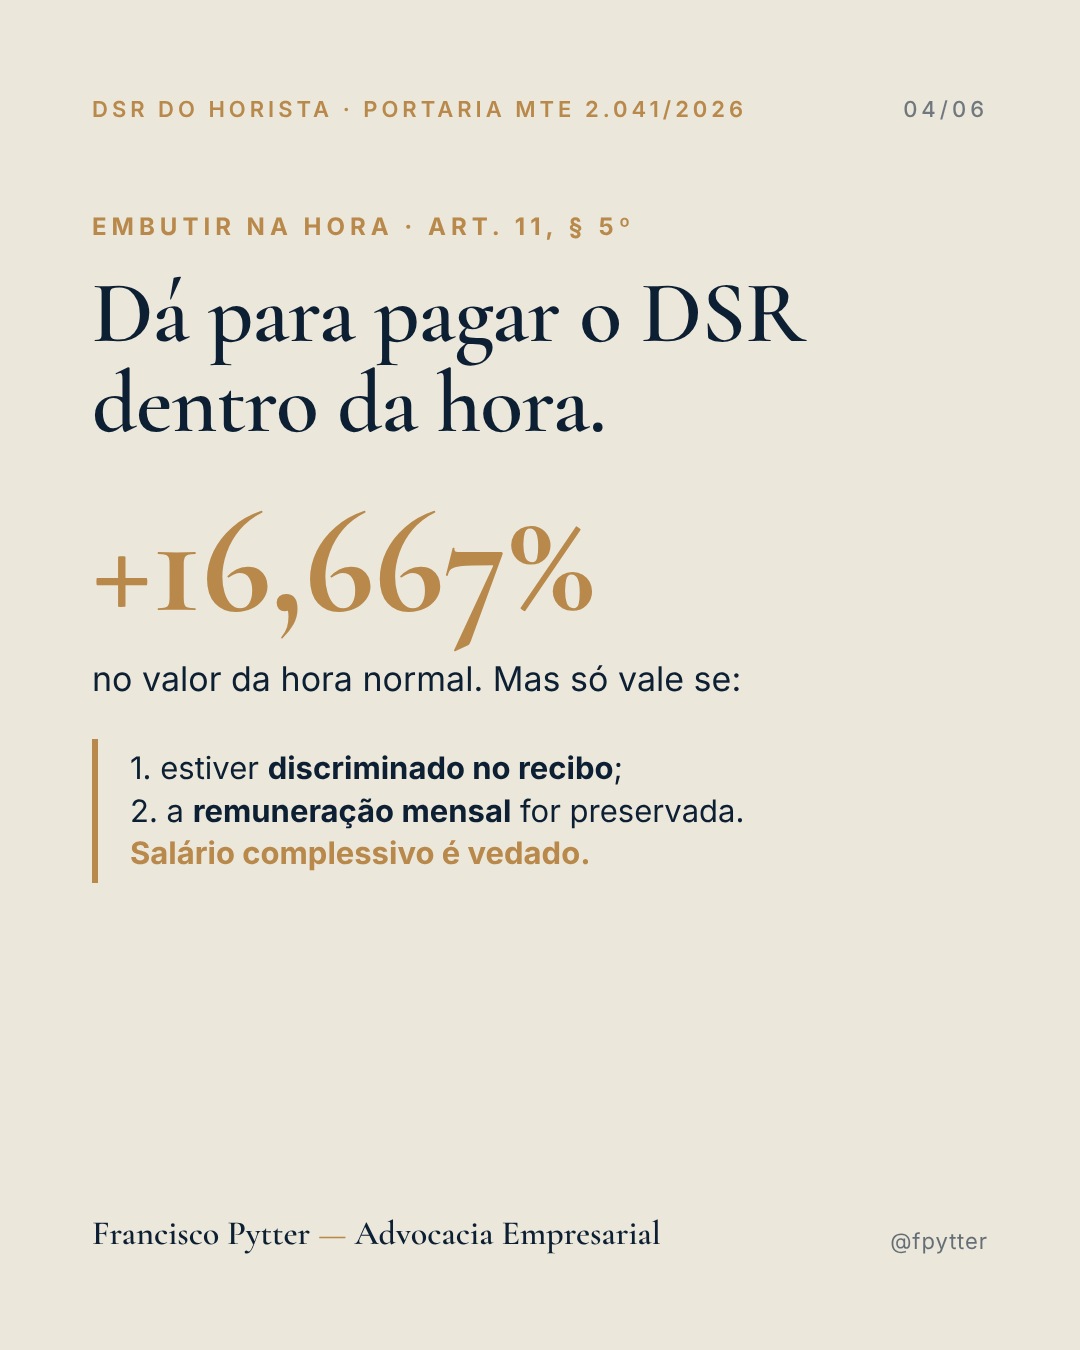 DSR DO HORISTA · PORTARIA MTE 2.041/2026
04/06
EMBUTIR NA HORA · ART. 11, § 5º
Dá para pagar o DSR
dentro da hora.
+16,667%
no valor da hora normal. Mas só vale se:
1. estiver discriminado no recibo;
2. a remuneração mensal for preservada.
Salário complessivo é vedado.
Francisco Pytter — Advocacia Empresarial
@fpytter